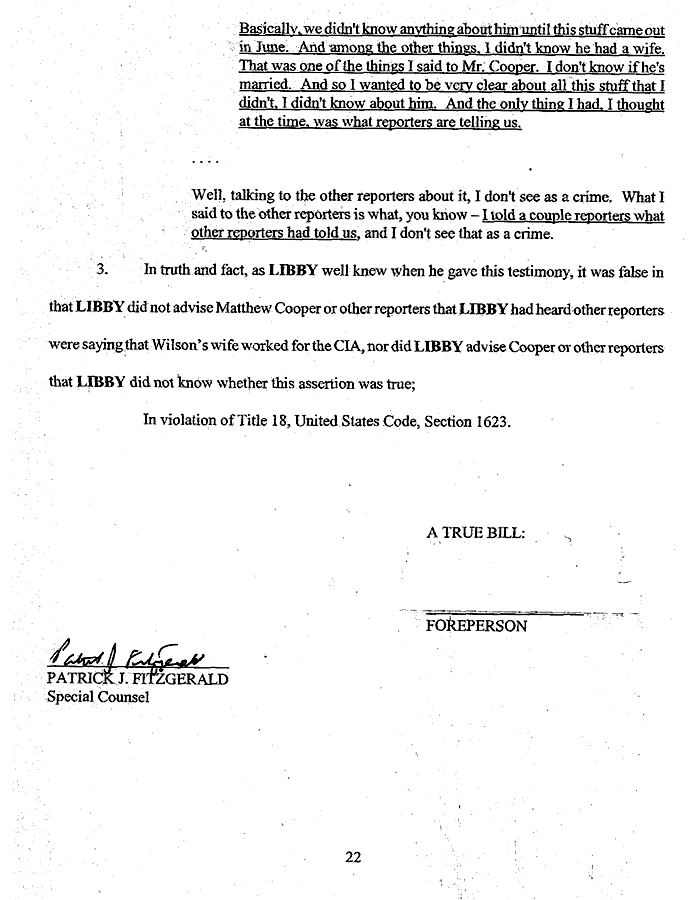 Basically, we didn't know anything about him until this stuff came out
in June. And among the other things, I didn't know he had a wife.
That was one of the things I said to Mr. Cooper. I don't know if he's
married. And so I wanted to be very clear about all this stuff that I
didn't, I didn't know about him. And the only thing I had, I thought
at the time, was what reporters are telling us.
. . . .
Well, talking to the other reporters about it, I don't see as a crime. What I
said to the other reporters is what, you know – I told a couple reporters what
other reporters had told us, and I don't see that as a crime.
3. In truth and fact, as LIBBY well knew when he gave this testimony, it was false in
that LIBBY did not advise Matthew Cooper or other reporters that LIBBY had heard other reporters
were saying that Wilson's wife worked for the CIA, nor did LIBBY advise Cooper or other reporters
that LIBBY did not know whether this assertion was true;
In violation of Title 18, United States Code, Section 1623.
A TRUE BILL:
FOREPERSON
Patrick J Fitzgerald
PATRICK J. FITZGERALD
Special Counsel
22